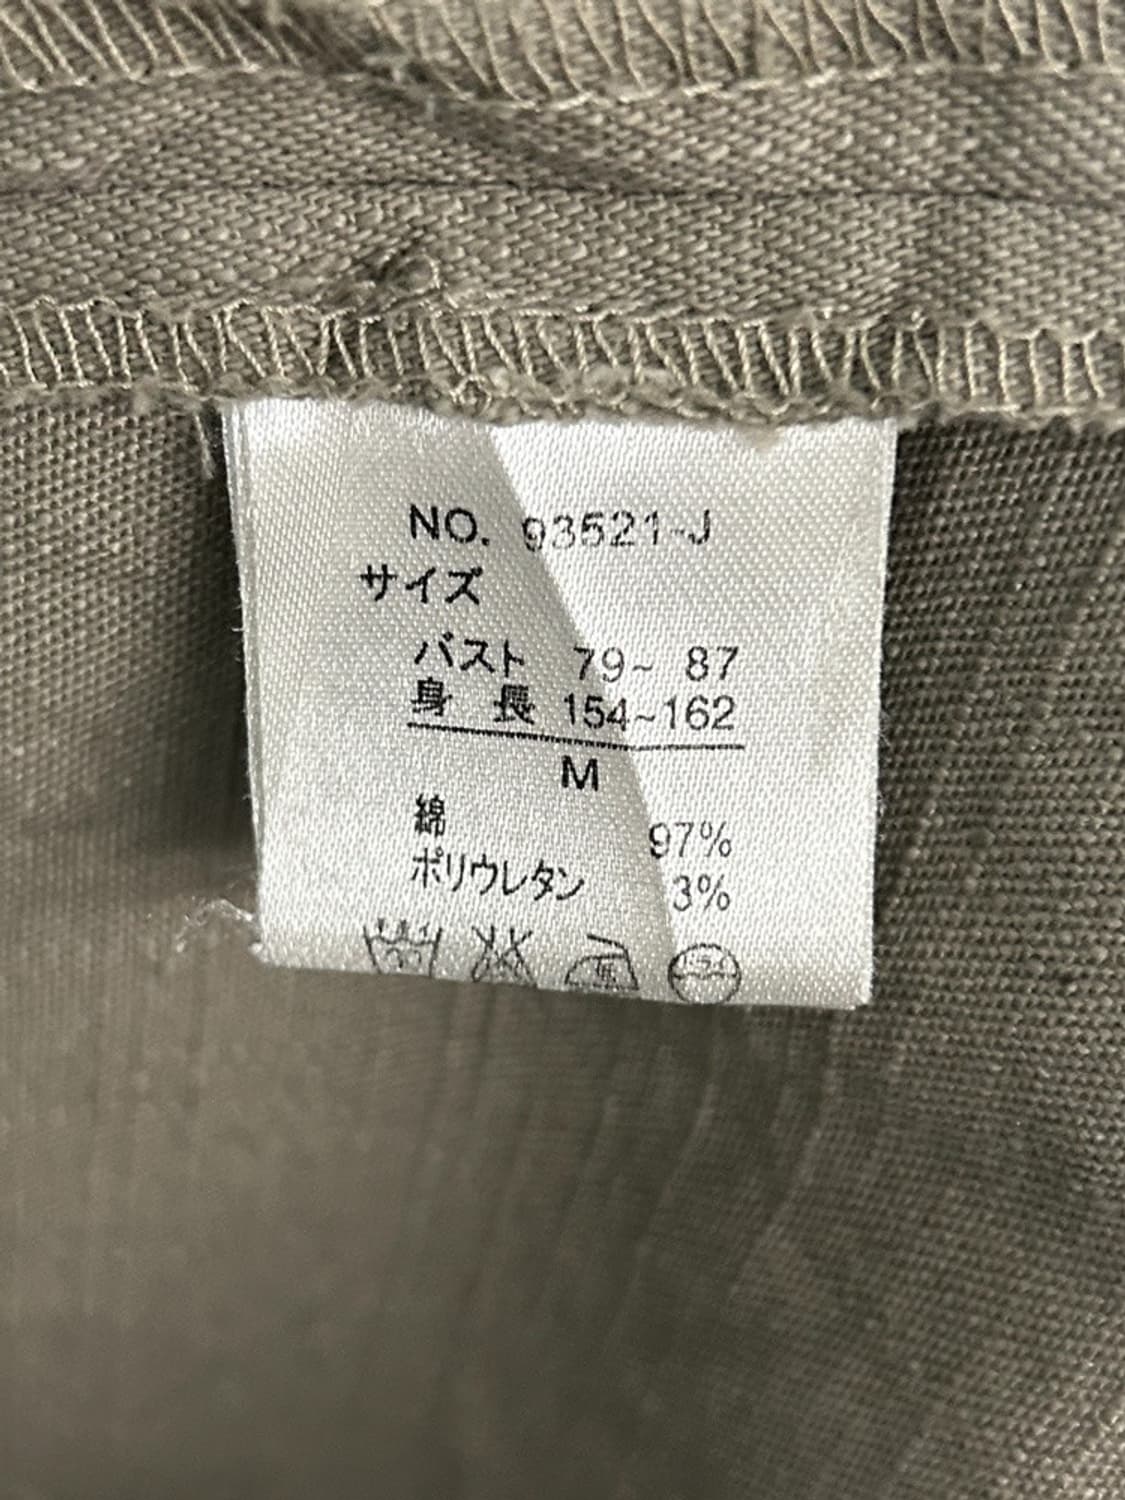 NO. 93521-J
サイズ
バスト 79~ 87
身 長 154~162
M
綿 97%
ポリウレタン 3%